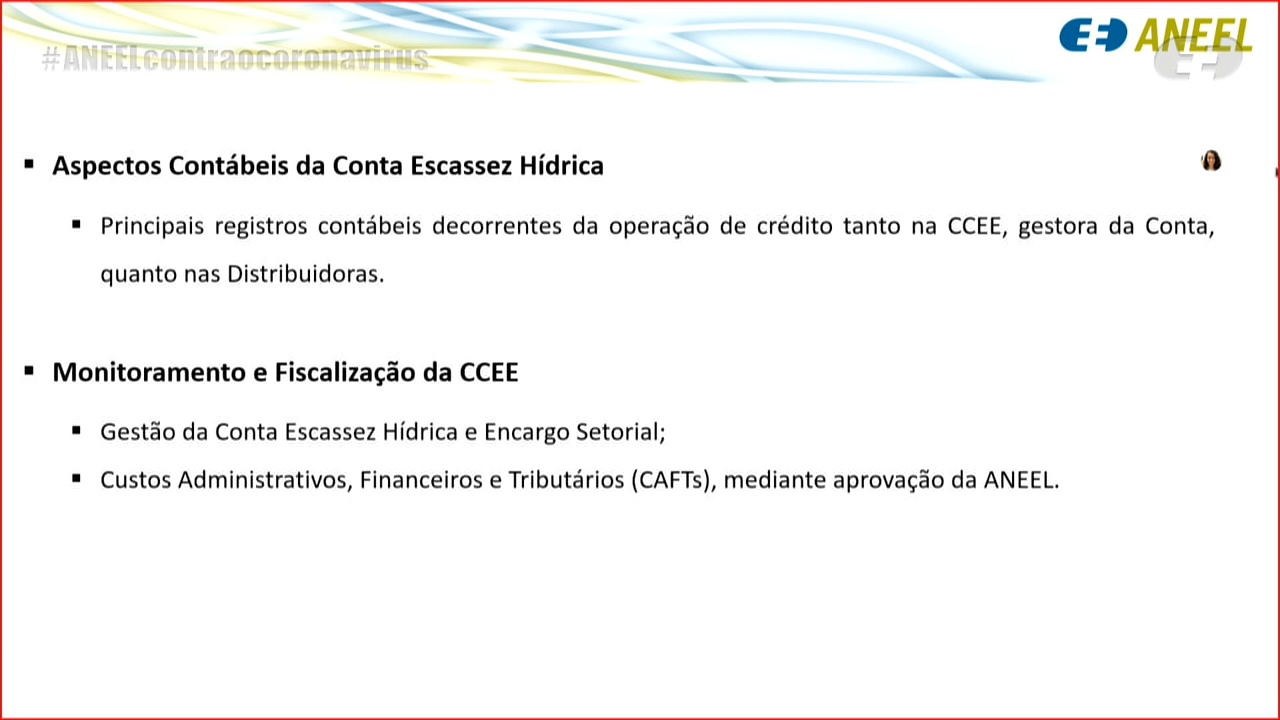 #ANEELcontraocoronavirus
ANEEL
▪ Aspectos Contábeis da Conta Escassez Hídrica
▪ Principais registros contábeis decorrentes da operação de crédito tanto na CCEE, gestora da Conta,
quanto nas Distribuidoras.
▪ Monitoramento e Fiscalização da CCEE
▪ Gestão da Conta Escassez Hídrica e Encargo Setorial;
▪ Custos Administrativos, Financeiros e Tributários (CAFTs), mediante aprovação da ANEEL.